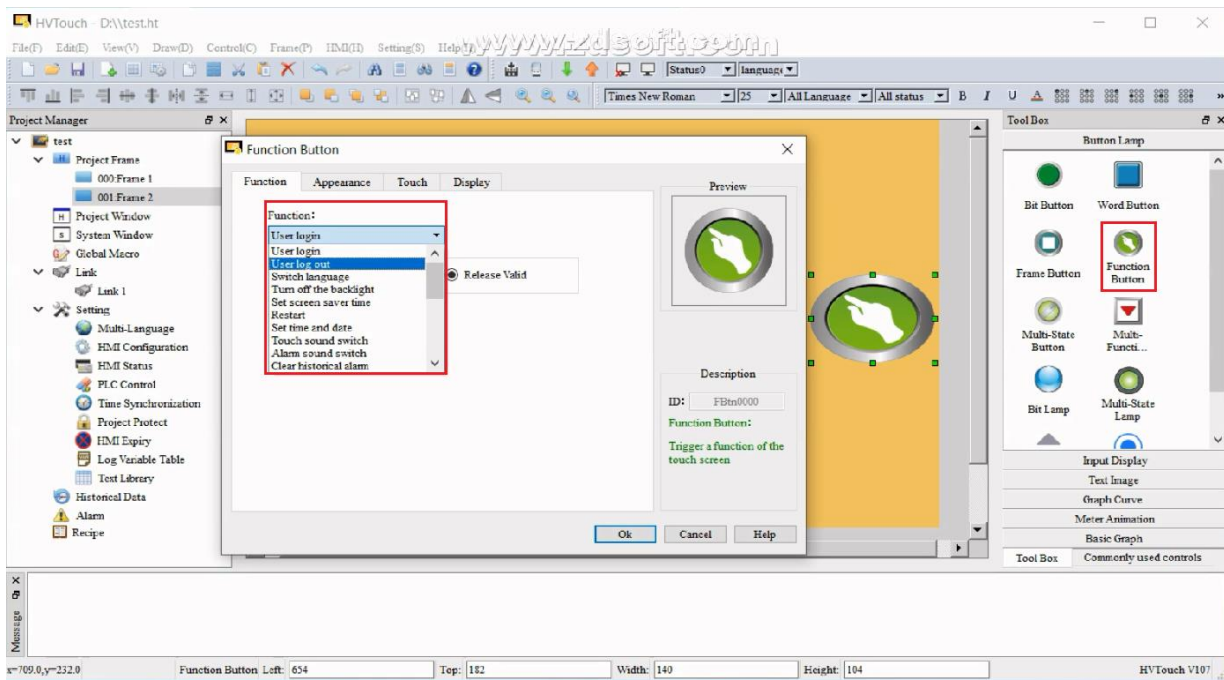 HVTouch - D:\\test.ht
File(F) Edit(E) View(V) Draw(D) Control(C) Frame(P) HMI(H) Setting(S) Help(Y)
www.zdsoft.com
Status0 language
Times New Roman 25 All Language All status B I U A
Project Manager
test
Project Frame
000:Frame 1
001:Frame 2
Project Window
System Window
Global Macro
Link
Link 1
Setting
Multi-Language
HMI Configuration
HMI Status
PLC Control
Time Synchronization
Project Protect
HMI Expiry
Log Variable Table
Text Library
Historical Data
Alarm
Recipe
Function Button
Function Appearance Touch Display
Function:
User login
User login
User log out
Switch language
Turn off the backlight
Set screen saver time
Restart
Set time and date
Touch sound switch
Alarm sound switch
Clear historical alarm
Release Valid
Preview
Description
ID: FBtn0000
Function Button:
Trigger a function of the
touch screen
Ok Cancel Help
Tool Box
Button Lamp
Bit Button Word Button
Frame Button Function
Button
Multi-State
Button
Multi-
Functi...
Bit Lamp Multi-State
Lamp
Input Display
Text Image
Graph Curve
Meter Animation
Basic Graph
Tool Box Commonly used controls
Message
x=709.0,y=232.0 Function Button Left: 654 Top: 182 Width: 140 Height: 104 HVTouch V107